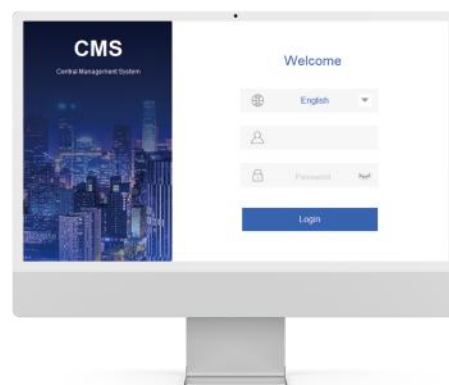 CMS
Central Management System
Welcome
English
Password
Login